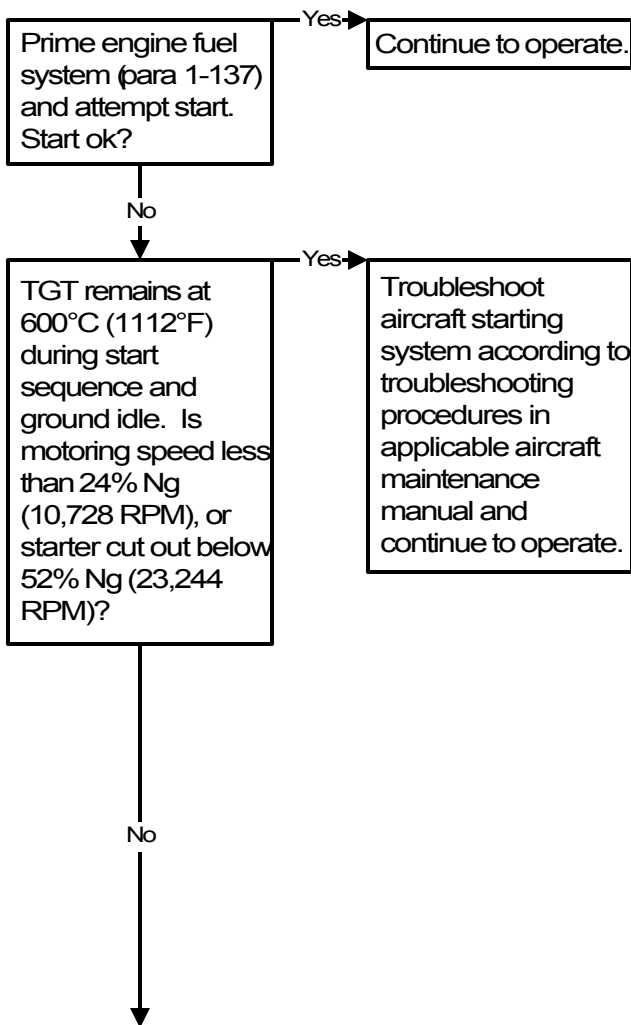 Prime engine fuel
system (para 1-137)
and attempt start.
Start ok?
Yes
Continue to operate.
No
TGT remains at
600°C (1112°F)
during start
sequence and
ground idle.  Is
motoring speed less
than 24% Ng
(10,728 RPM), or
starter cut out below
52% Ng (23,244
RPM)?
Yes
Troubleshoot
aircraft starting
system according to
troubleshooting
procedures in
applicable aircraft
maintenance
manual and
continue to operate.
No